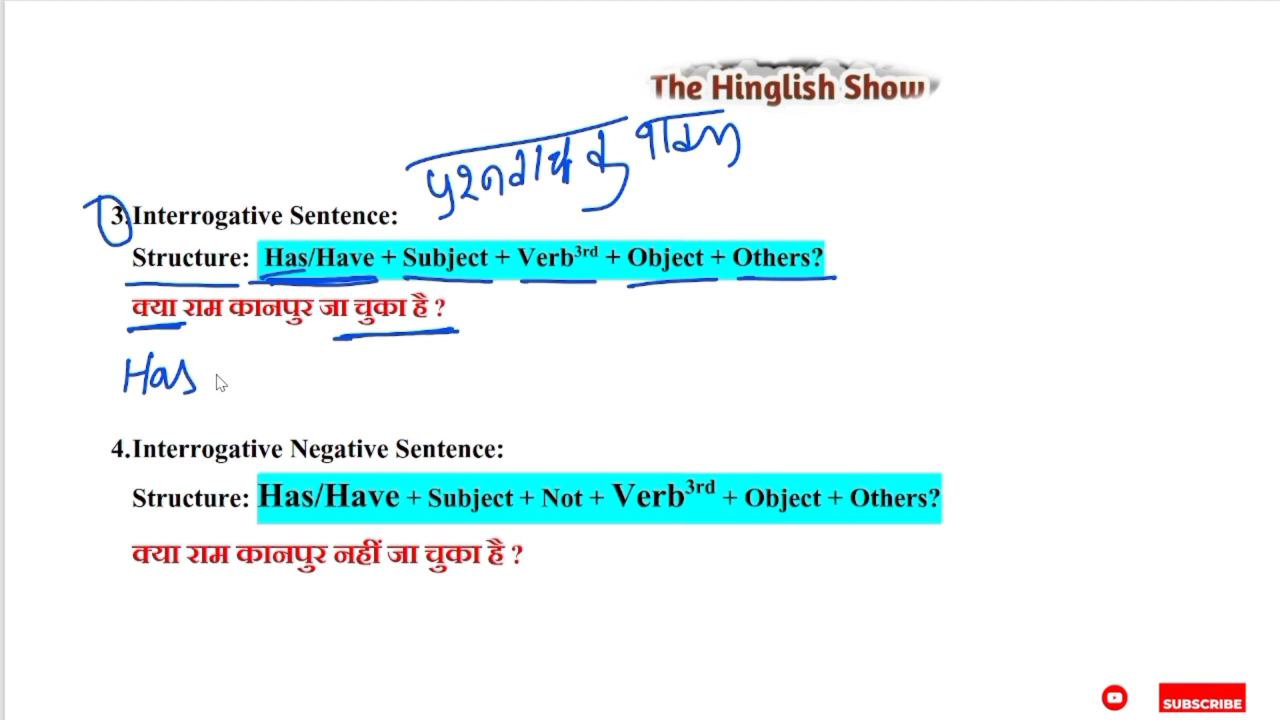 The Hinglish Show
प्रश्नवाचक वाक्य
3.Interrogative Sentence:
Structure: Has/Have + Subject + Verb3rd + Object + Others?
क्या राम कानपुर जा चुका है ?
Has
4.Interrogative Negative Sentence:
Structure: Has/Have + Subject + Not + Verb3rd + Object + Others?
क्या राम कानपुर नहीं जा चुका है ?
SUBSCRIBE